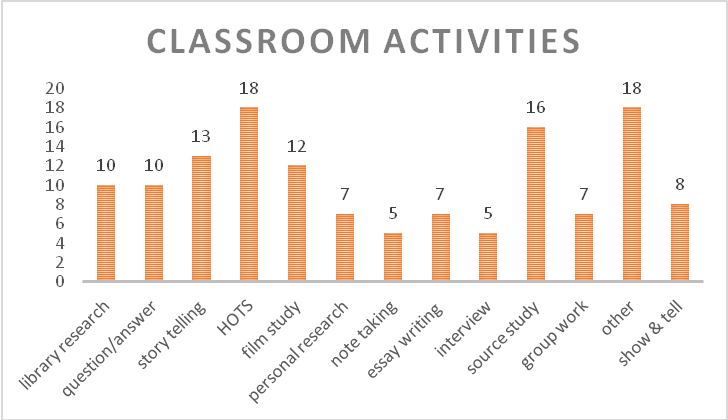 CLASSROOM ACTIVITIES
20
18
16
14
12
10
8
6
4
2
0
10
10
13
18
12
7
5
7
5
16
7
18
8
library research
question/answer
story telling
HOTS
film study
personal research
note taking
essay writing
interview
source study
group work
other
show & tell